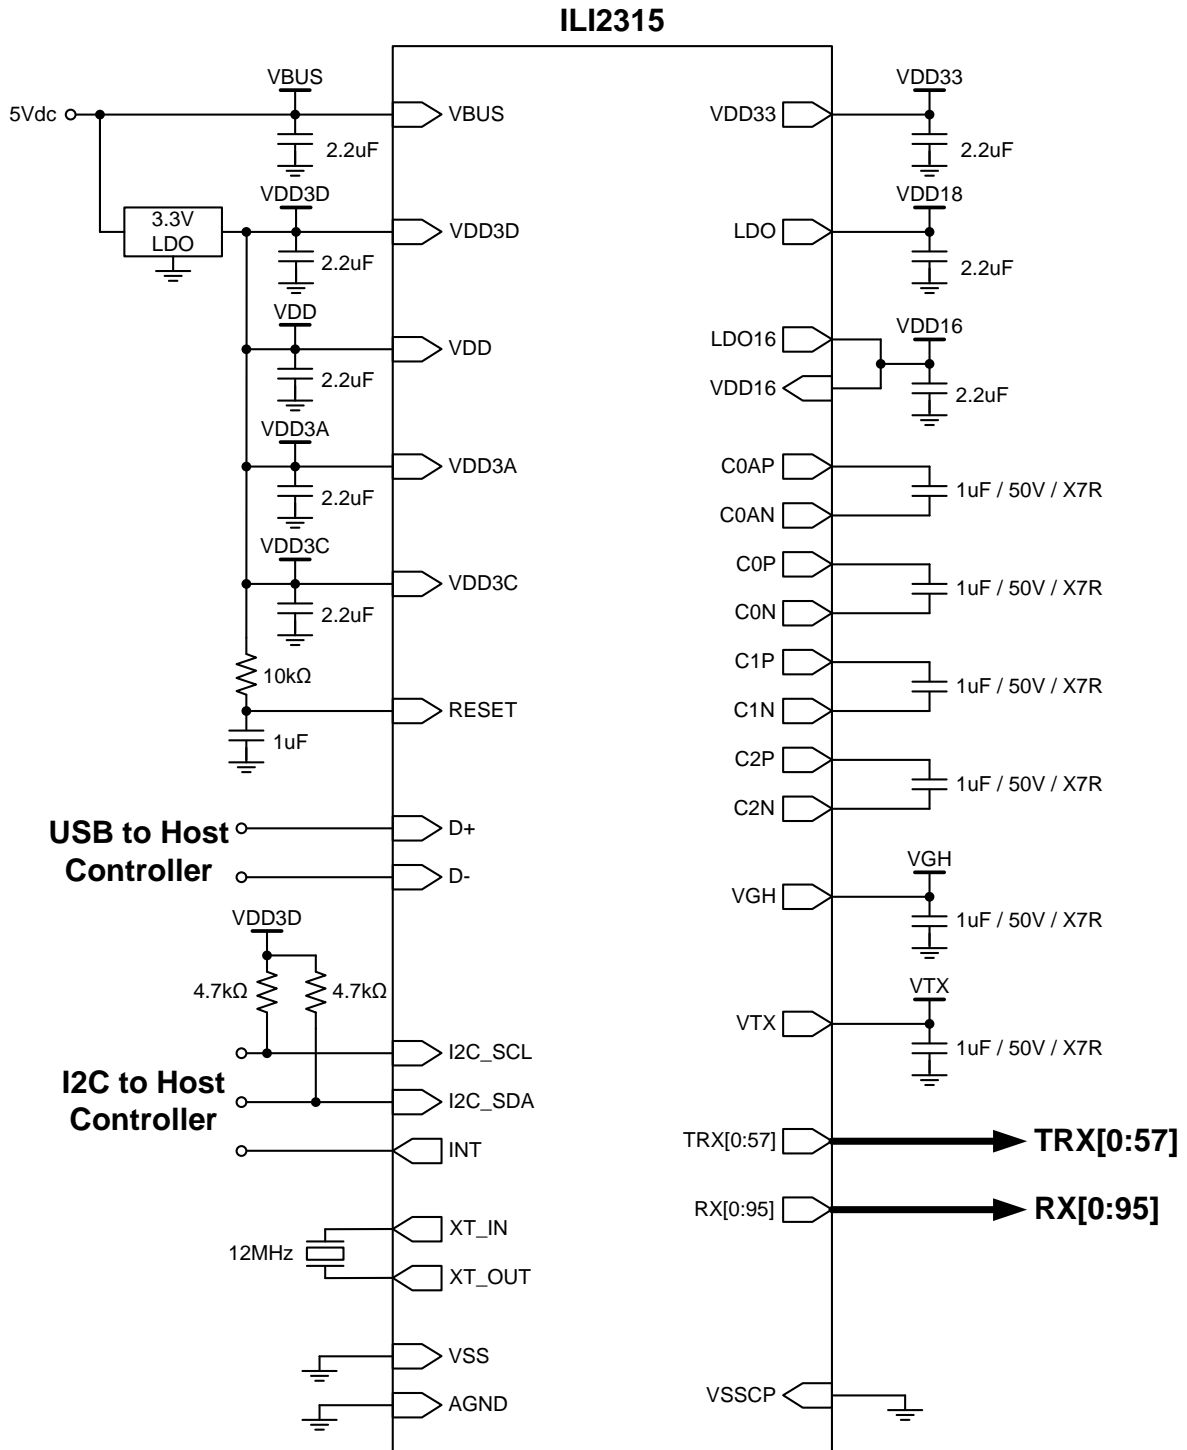 ILI2315
VBUS
5Vdc
VBUS
2.2uF
VDD3D
3.3V
LDO
VDD3D
2.2uF
VDD
VDD
2.2uF
VDD3A
VDD3A
2.2uF
VDD3C
VDD3C
2.2uF
10kΩ
RESET
1uF
USB to Host
Controller
D+
D-
VDD3D
4.7kΩ
4.7kΩ
I2C_SCL
I2C to Host
Controller
I2C_SDA
INT
XT_IN
12MHz
XT_OUT
VSS
AGND
VDD33
VDD33
2.2uF
VDD18
LDO
2.2uF
VDD16
LDO16
VDD16
2.2uF
C0AP
1uF / 50V / X7R
C0AN
C0P
1uF / 50V / X7R
C0N
C1P
1uF / 50V / X7R
C1N
C2P
1uF / 50V / X7R
C2N
VGH
VGH
1uF / 50V / X7R
VTX
VTX
1uF / 50V / X7R
TRX[0:57]
TRX[0:57]
RX[0:95]
RX[0:95]
VSSCP